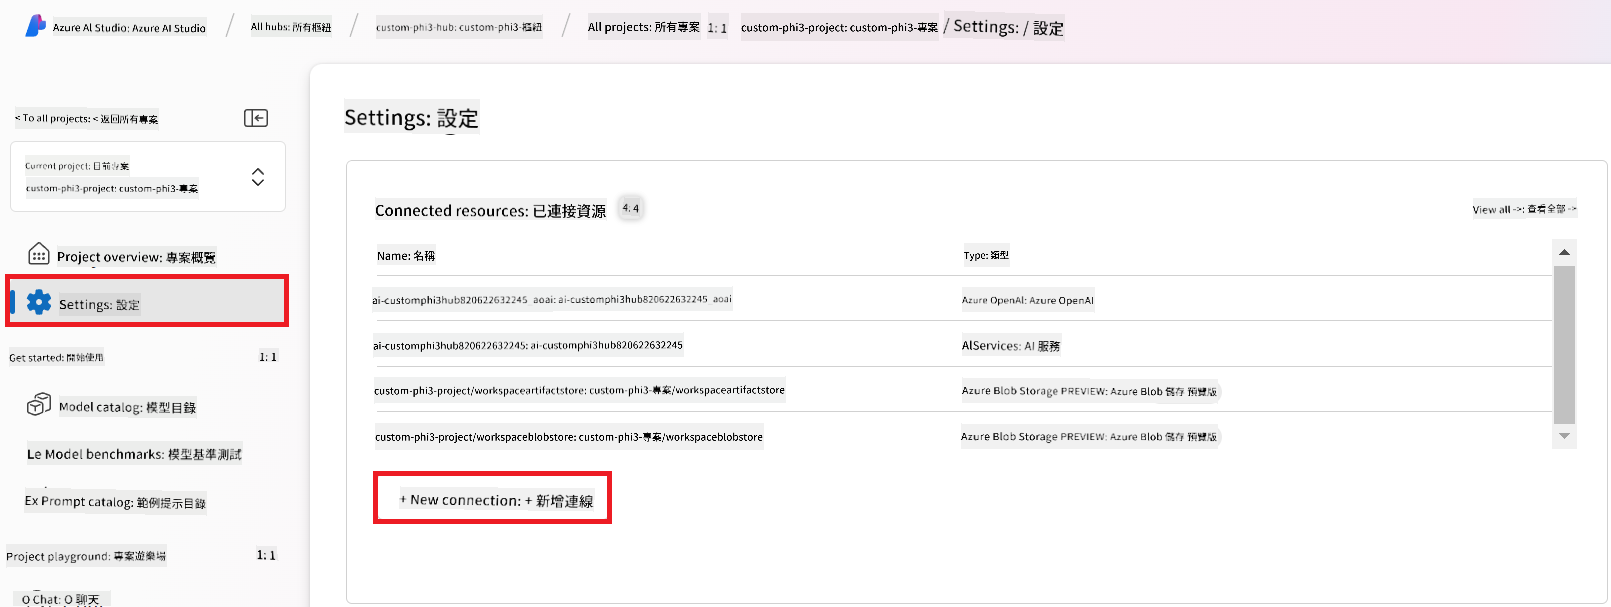 Azure AI Studio: Azure AI Studio / All hubs: 所有樞紐 / custom-phi3-hub: custom-phi3-樞紐 / All projects: 所有專案 1: 1 custom-phi3-project: custom-phi3-專案 / Settings: / 設定
< To all projects: < 返回所有專案
Current project: 目前專案
custom-phi3-project: custom-phi3-專案
Project overview: 專案概覽
Settings: 設定
Get started: 開始使用 1: 1
Model catalog: 模型目錄
Le Model benchmarks: 模型基準測試
Ex Prompt catalog: 範例提示目錄
Project playground: 專案遊樂場 1: 1
O Chat: O 聊天
Settings: 設定
Connected resources: 已連接資源 4: 4
View all ->: 查看全部 ->
Name: 名稱 Type: 類型
ai-customphi3hub820622632245_aoai: ai-customphi3hub820622632245_aoai Azure OpenAI: Azure OpenAI
ai-customphi3hub820622632245: ai-customphi3hub820622632245 AIServices: AI 服務
custom-phi3-project/workspaceartifactstore: custom-phi3-專案/workspaceartifactstore Azure Blob Storage PREVIEW: Azure Blob 儲存 預覽版
custom-phi3-project/workspaceblobstore: custom-phi3-專案/workspaceblobstore Azure Blob Storage PREVIEW: Azure Blob 儲存 預覽版
+ New connection: + 新增連線